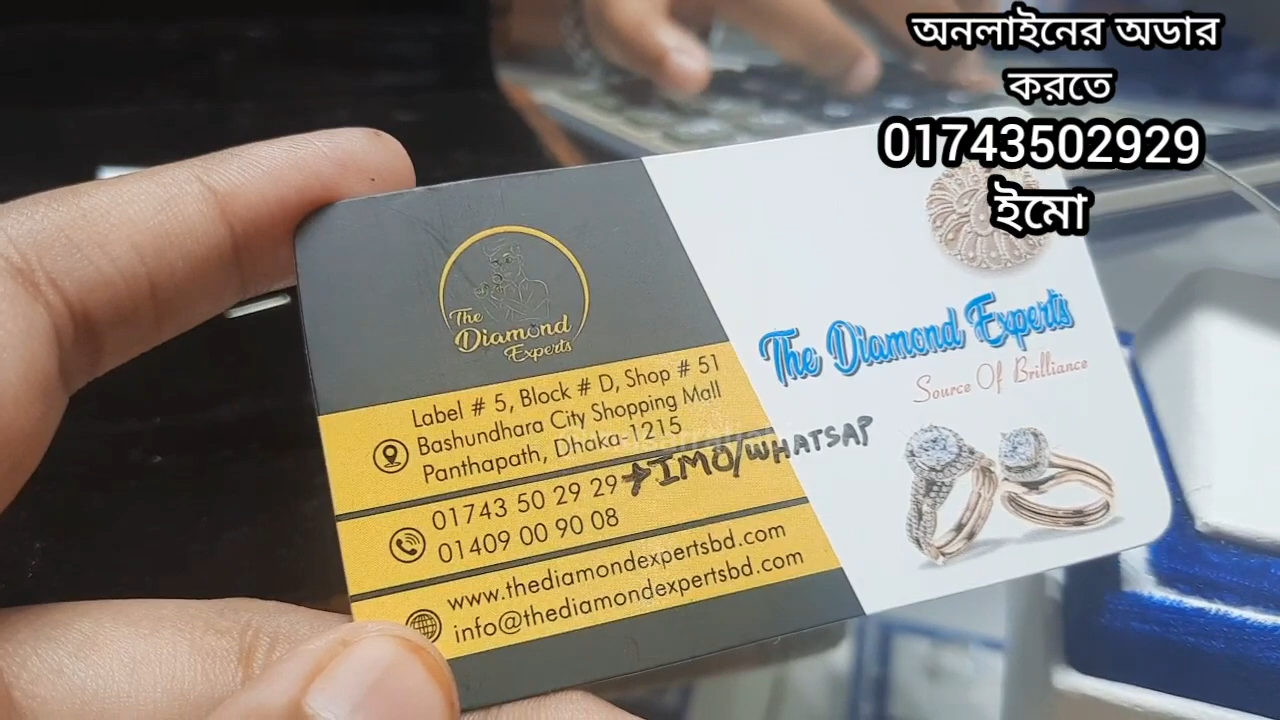 অনলাইনের অডার
করতে
01743502929
ইমো
The
Diamond
Experts
Label # 5, Block # D, Shop # 51
Bashundhara City Shopping Mall
Panthapath, Dhaka-1215
01743 50 29 29 → IMO/WHATSAP
01409 00 90 08
www.thediamondexpertsbd.com
info@thediamondexpertsbd.com
The Diamond Experts
Source Of Brilliance